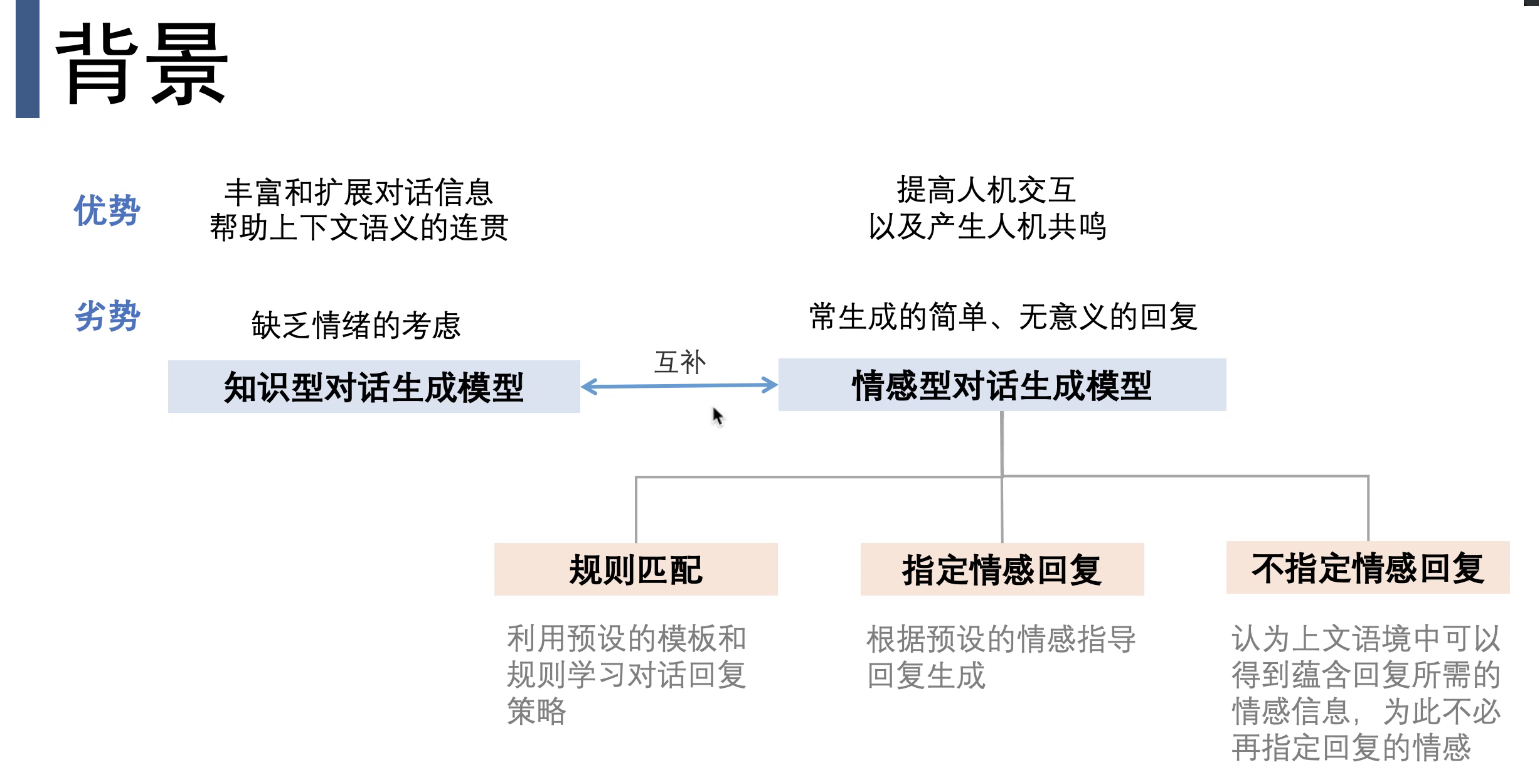 背景
优势
丰富和扩展对话信息
帮助上下文语义的连贯
提高人机交互
以及产生人机共鸣
劣势
缺乏情绪的考虑
常生成的简单、无意义的回复
知识型对话生成模型
互补
情感型对话生成模型
规则匹配
指定情感回复
不指定情感回复
利用预设的模板和
规则学习对话回复
策略
根据预设的情感指导
回复生成
认为上文语境中可以
得到蕴含回复所需的
情感信息，为此不必
再指定回复的情感